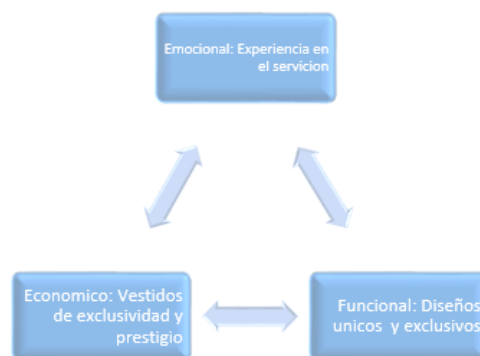 Emocional: Experiencia en
el servicion
Economico: Vestidos
de exclusividad y
prestigio
Funcional: Diseños
unicos y exclusivos